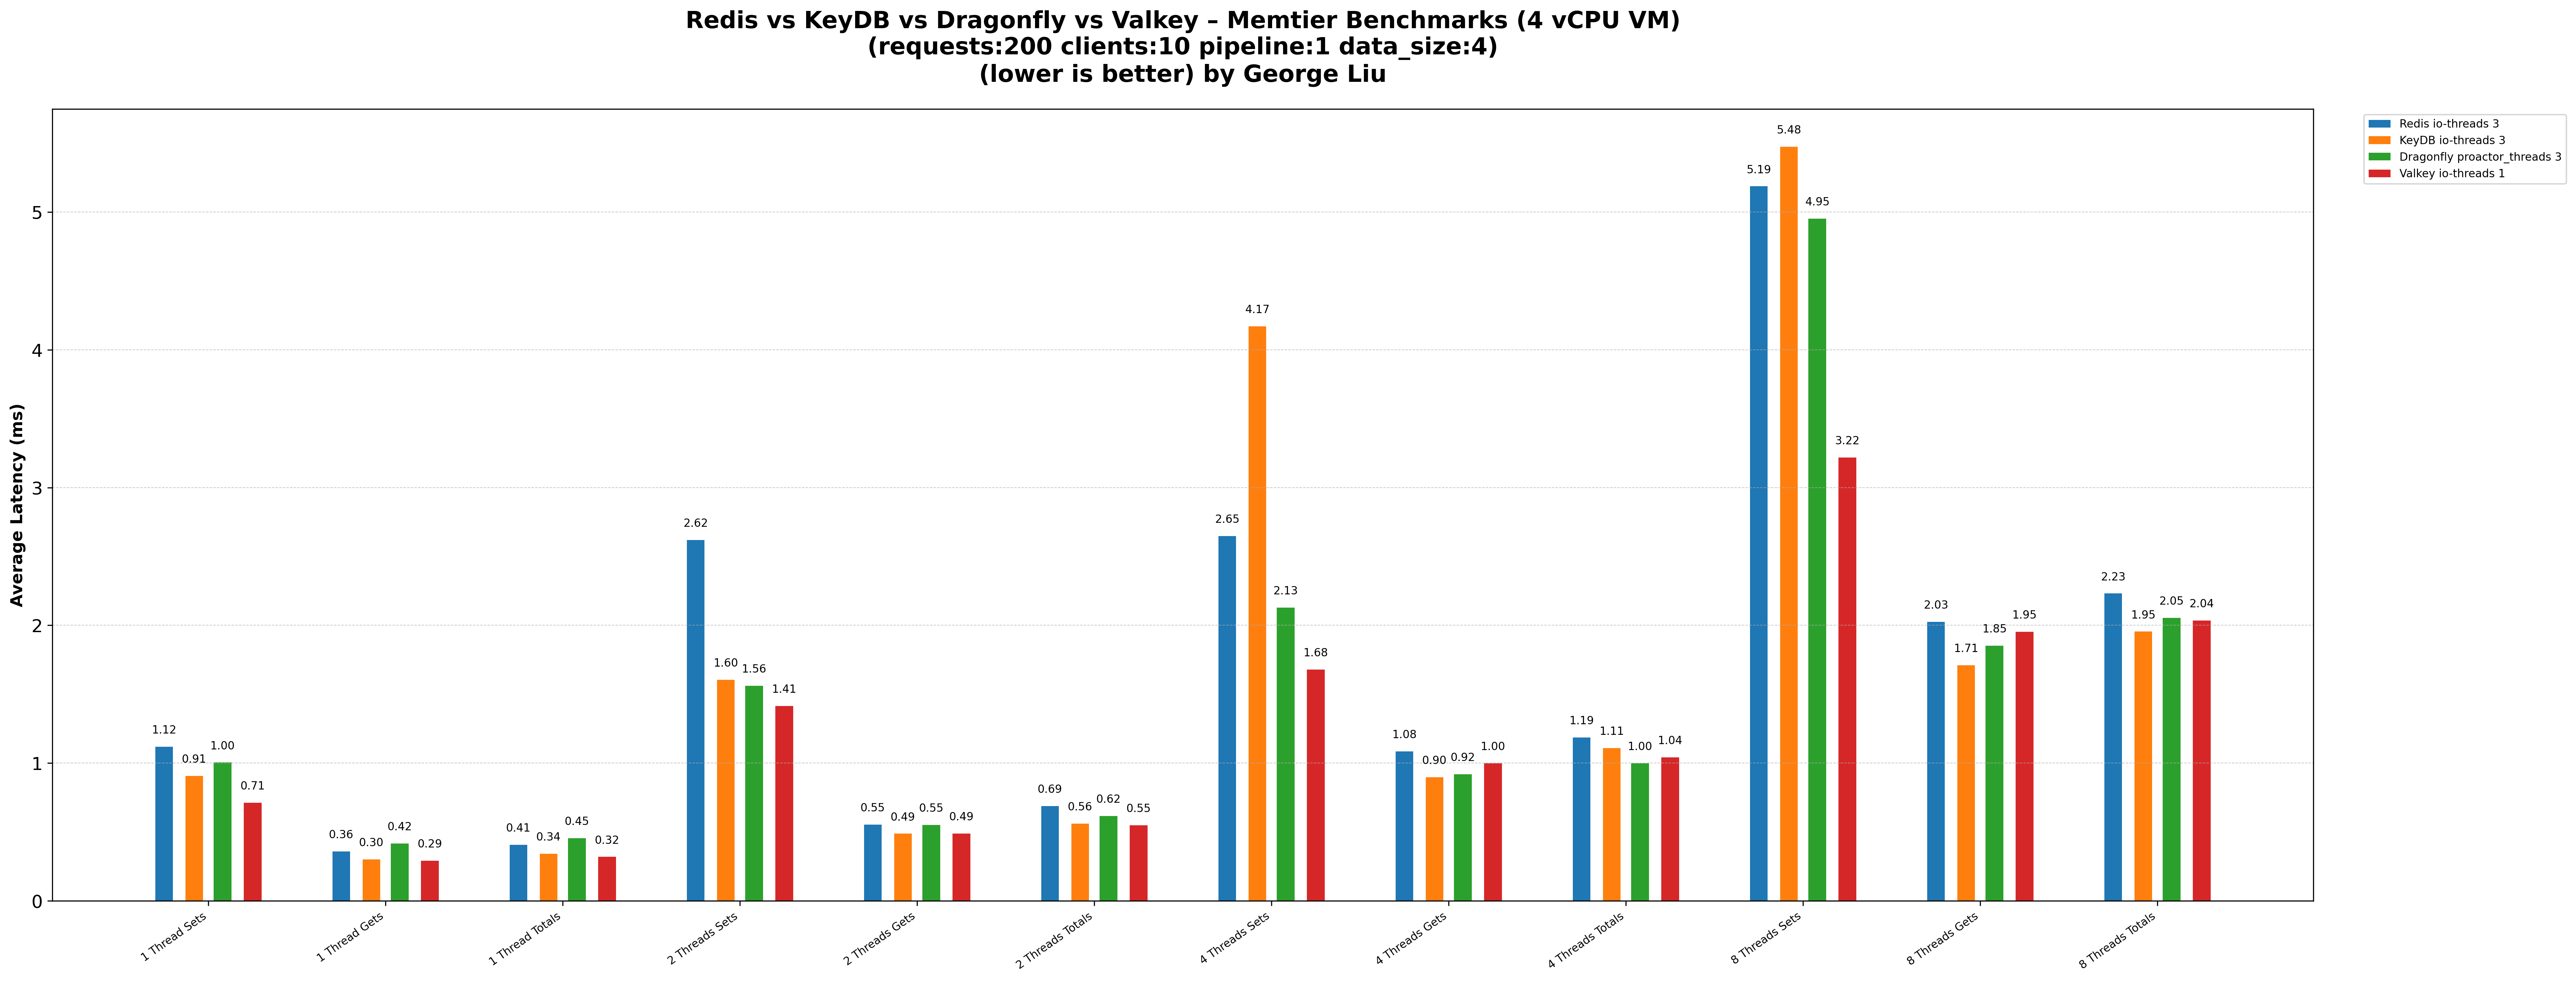 Redis vs KeyDB vs Dragonfly vs Valkey – Memtier Benchmarks (4 vCPU VM)
(requests:200 clients:10 pipeline:1 data_size:4)
(lower is better) by George Liu
Redis io-threads 3
KeyDB io-threads 3
Dragonfly proactor_threads 3
Valkey io-threads 1
Average Latency (ms)
5
4
3
2
1
0
1.12
0.91
1.00
0.71
0.36
0.30
0.42
0.29
0.41
0.34
0.45
0.32
2.62
1.60
1.56
1.41
0.55
0.49
0.55
0.49
0.69
0.56
0.62
0.55
2.65
4.17
2.13
1.68
1.08
0.90
0.92
1.00
1.19
1.11
1.00
1.04
5.19
5.48
4.95
3.22
2.03
1.71
1.85
1.95
2.23
1.95
2.05
2.04
1 Thread Sets
1 Thread Gets
1 Thread Totals
2 Threads Sets
2 Threads Gets
2 Threads Totals
4 Threads Sets
4 Threads Gets
4 Threads Totals
8 Threads Sets
8 Threads Gets
8 Threads Totals